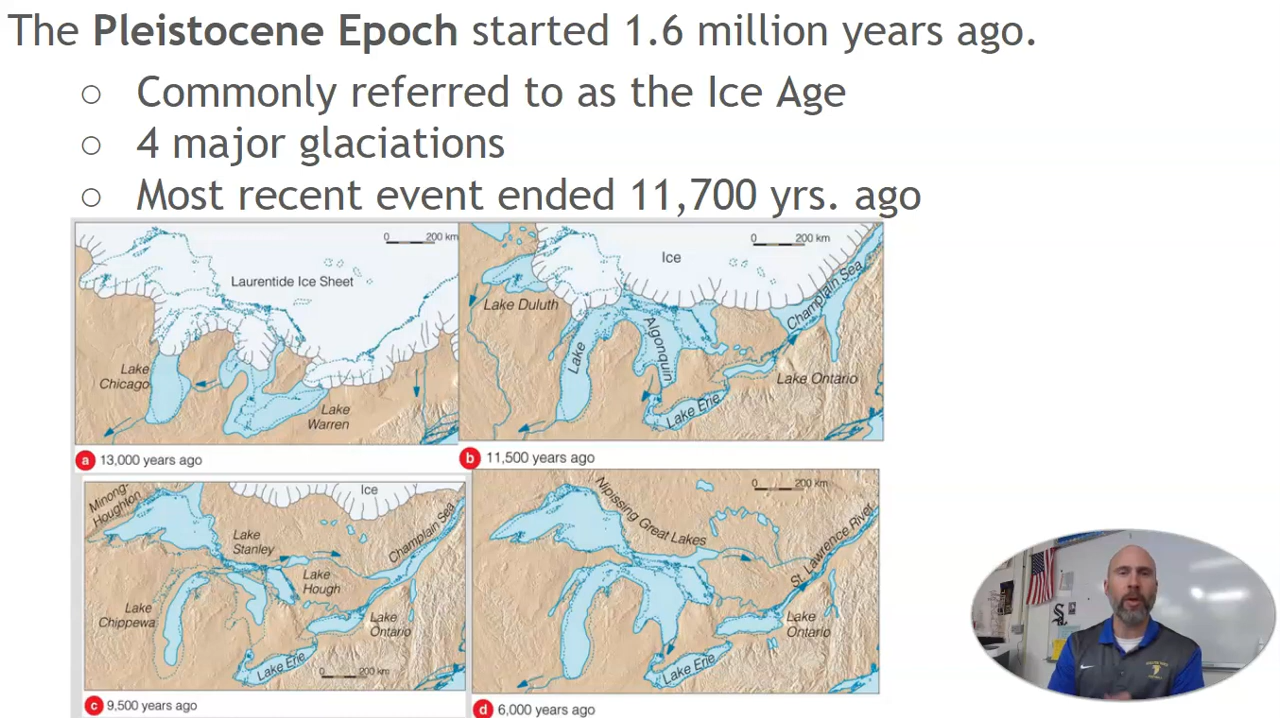 The Pleistocene Epoch started 1.6 million years ago.
○ Commonly referred to as the Ice Age
○ 4 major glaciations
○ Most recent event ended 11,700 yrs. ago
0 200 km
Laurentide Ice Sheet
Lake
Chicago
Lake
Warren
a 13,000 years ago
0 200 km
Ice
Lake Duluth
Champlain Sea
Lake
Algonquin
Lake Ontario
Lake Erie
b 11,500 years ago
Minong-
Houghton
Ice
Lake
Stanley
Champlain Sea
Lake
Hough
Lake
Chippewa
Lake
Ontario
Lake Erie
0 200 km
c 9,500 years ago
Nipissing Great Lakes
0 200 km
St. Lawrence River
Lake
Ontario
Lake Erie
d 6,000 years ago